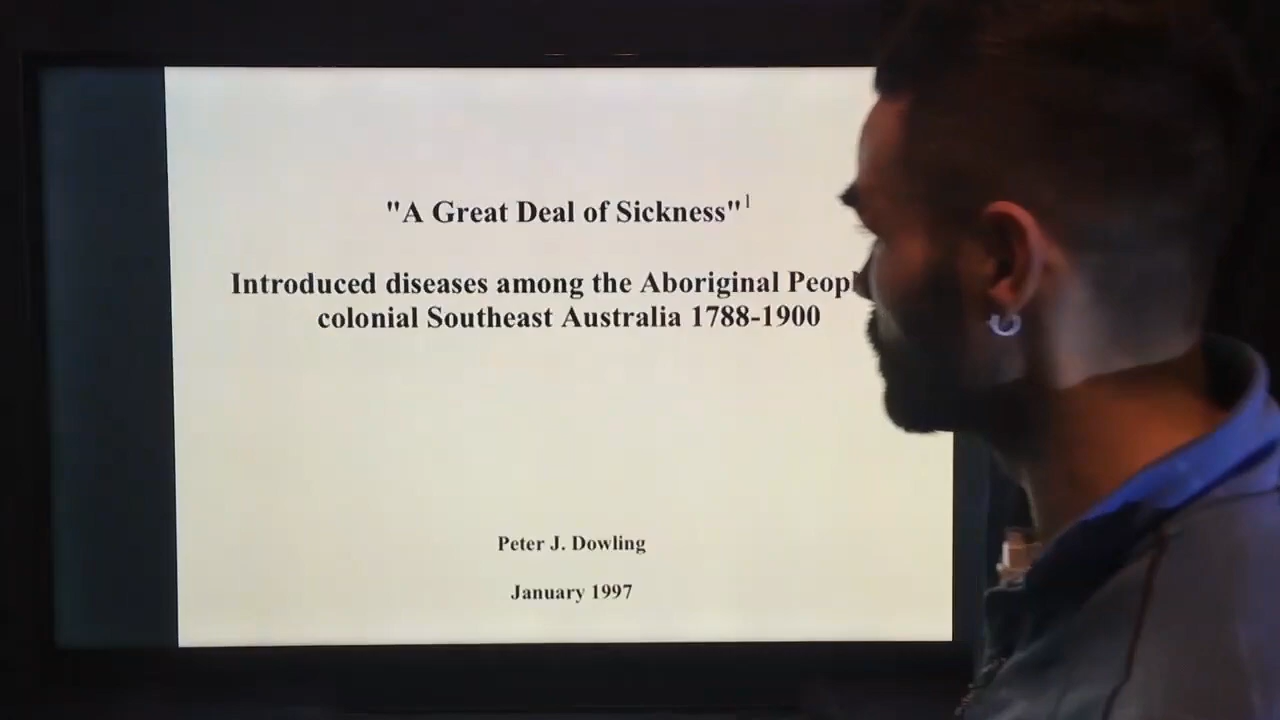 "A Great Deal of Sickness"1
Introduced diseases among the Aboriginal
colonial Southeast Australia 1788-1900
Peter J. Dowling
January 1997